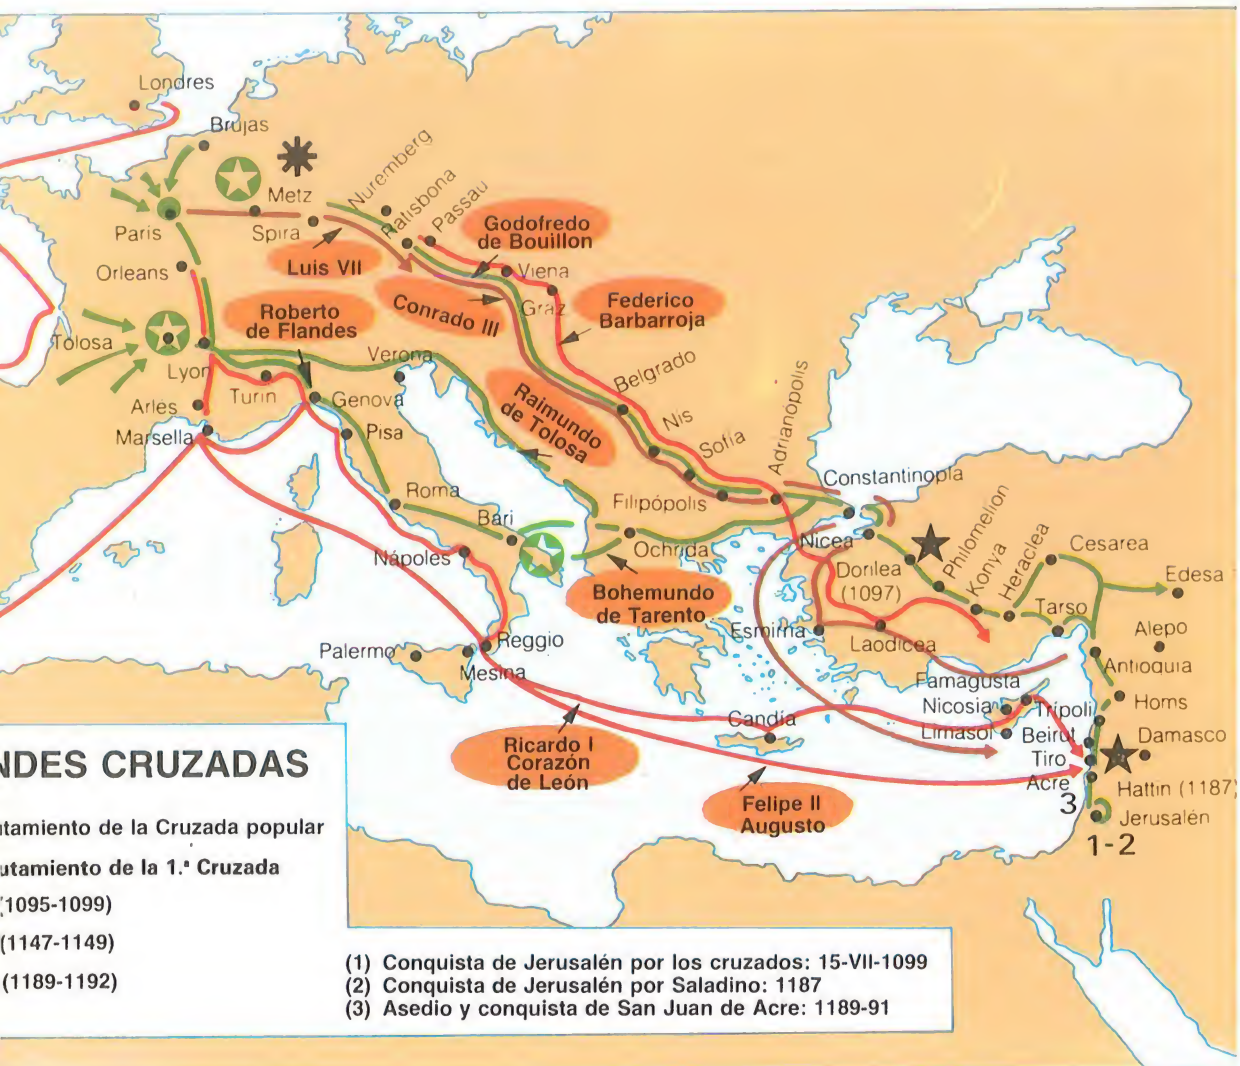 Londres
Brujas
Metz
Nuremberg
Ratisbona
Passau
Paris
Spira
Luis VII
Godofredo
de Bouillon
Orleans
Viena
Graz
Conrado III
Federico
Barbarroja
Roberto
de Flandes
Tolosa
Lyon
Verona
Turin
Genova
Belgrado
Adrianópolis
Arles
Marsella
Pisa
Raimundo
de Tolosa
Nis
Sofía
Roma
Bari
Filipópolis
Constantinopla
Nápoles
Ochrida
Nicea
Philomelion
Konya
Heraclea
Cesarea
Dorilea
(1097)
Edesa
Bohemundo
de Tarento
Tarso
Esmirna
Laodicea
Alepo
Palermo
Reggio
Mesina
Antioquia
Famagusta
Nicosia
Trípoli
Homs
Candía
Limasol
Beirut
Damasco
Tiro
Ricardo I
Corazón
de León
Acre
Hattin (1187)
3
Felipe II
Augusto
Jerusalén
1-2
NDES CRUZADAS
utamiento de la Cruzada popular
utamiento de la 1.ª Cruzada
(1095-1099)
(1147-1149)
(1189-1192)
(1) Conquista de Jerusalén por los cruzados: 15-VII-1099
(2) Conquista de Jerusalén por Saladino: 1187
(3) Asedio y conquista de San Juan de Acre: 1189-91